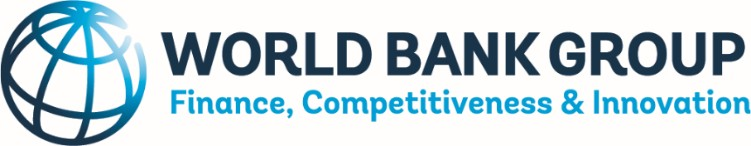 WORLD BANK GROUP
Finance, Competitiveness & Innovation